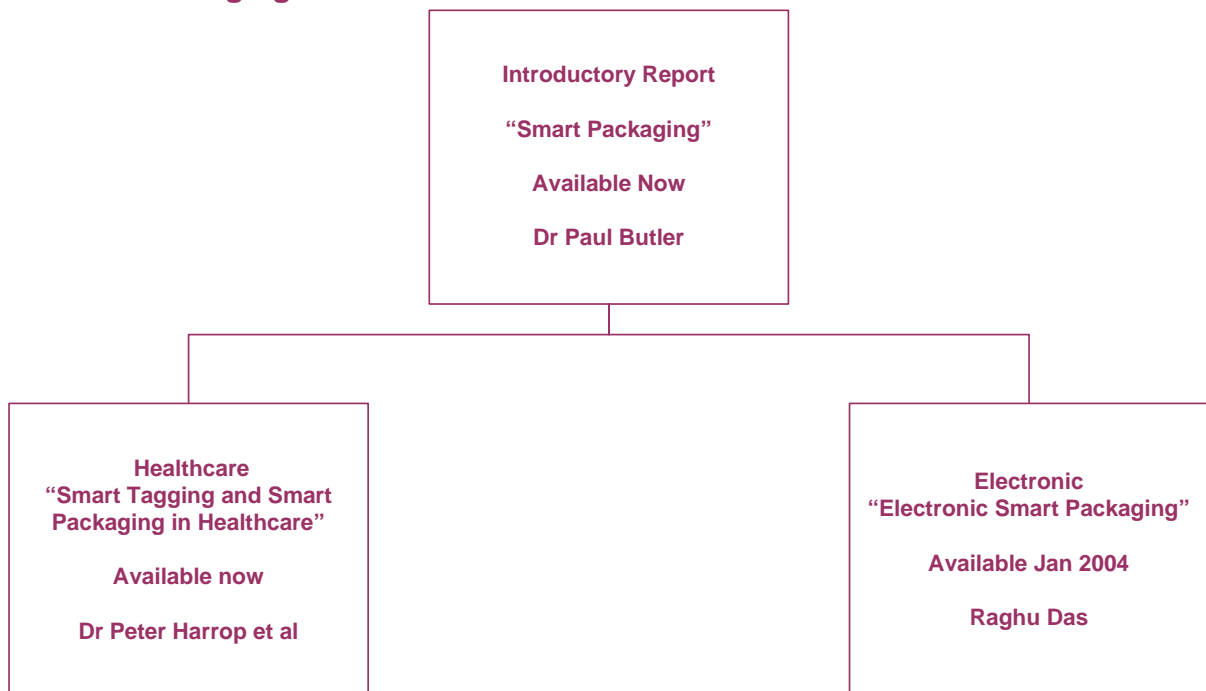 Introductory Report
“Smart Packaging”
Available Now
Dr Paul Butler
Healthcare
“Smart Tagging and Smart
Packaging in Healthcare”
Available now
Dr Peter Harrop et al
Electronic
“Electronic Smart Packaging”
Available Jan 2004
Raghu Das